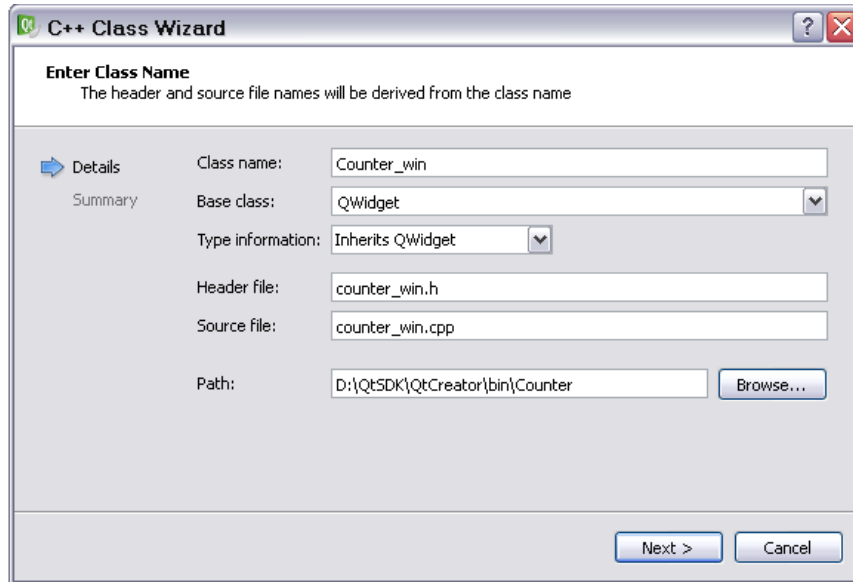 Qt C++ Class Wizard ?
Enter Class Name
The header and source file names will be derived from the class name
Details
Summary
Class name: Counter_win
Base class: QWidget
Type information: Inherits QWidget
Header file: counter_win.h
Source file: counter_win.cpp
Path: D:\QtSDK\QtCreator\bin\Counter Browse...
Next > Cancel